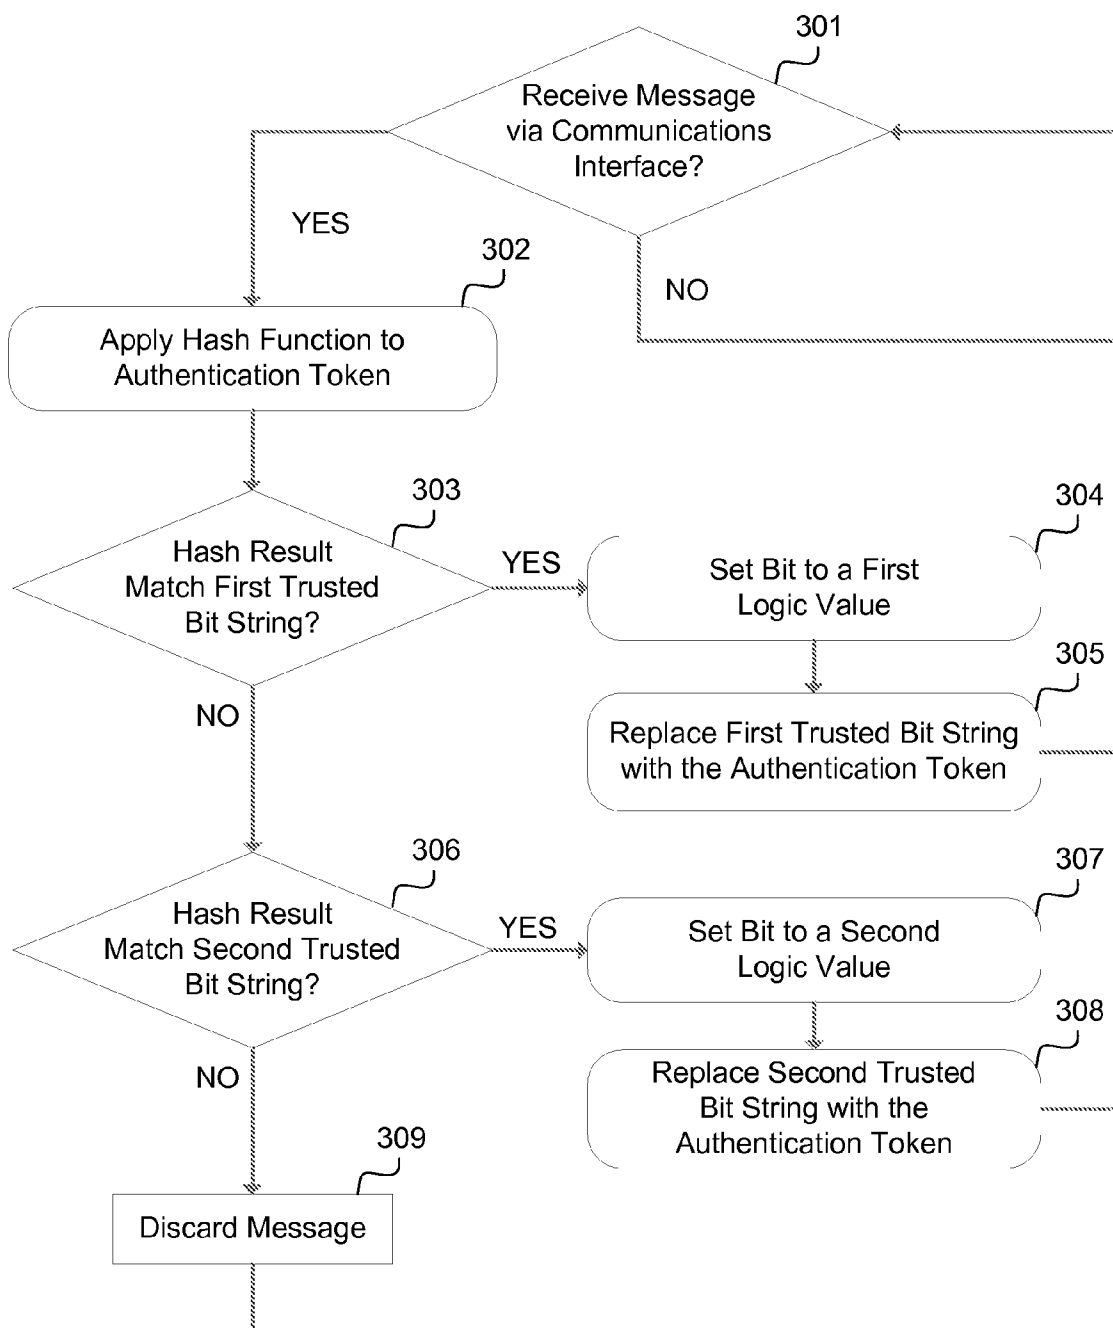 301
Receive Message
via Communications
Interface?
YES
NO
302
Apply Hash Function to
Authentication Token
303
Hash Result
Match First Trusted
Bit String?
YES
NO
304
Set Bit to a First
Logic Value
305
Replace First Trusted Bit String
with the Authentication Token
306
Hash Result
Match Second Trusted
Bit String?
YES
NO
307
Set Bit to a Second
Logic Value
308
Replace Second Trusted
Bit String with the
Authentication Token
309
Discard Message